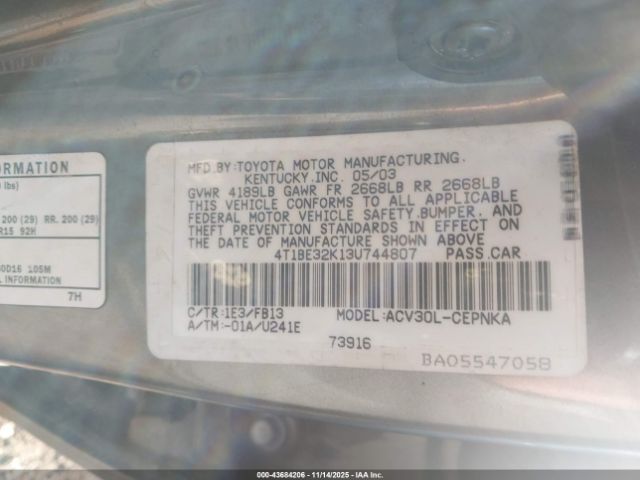 ORMATION
lbs)
200 (29) RR. 200 (29)
R15 92H
0D16 105M
L INFORMATION
7H
MFD.BY:TOYOTA MOTOR MANUFACTURING.
KENTUCKY.INC. 05/03
GVWR 4189LB GAWR FR 2668LB RR 2668LB
THIS VEHICLE CONFORMS TO ALL APPLICABLE
FEDERAL MOTOR VEHICLE SAFETY.BUMPER. AND
THEFT PREVENTION STANDARDS IN EFFECT ON
THE DATE OF MANUFACTURE SHOWN ABOVE
4T1BE32K13U744807 PASS.CAR
C/TR:1E3/FB13 MODEL:ACV30L-CEPNKA
A/TM:-01A/U241E
73916
BA05547058
000-43684206 - 11/14/2025 - IAA Inc.